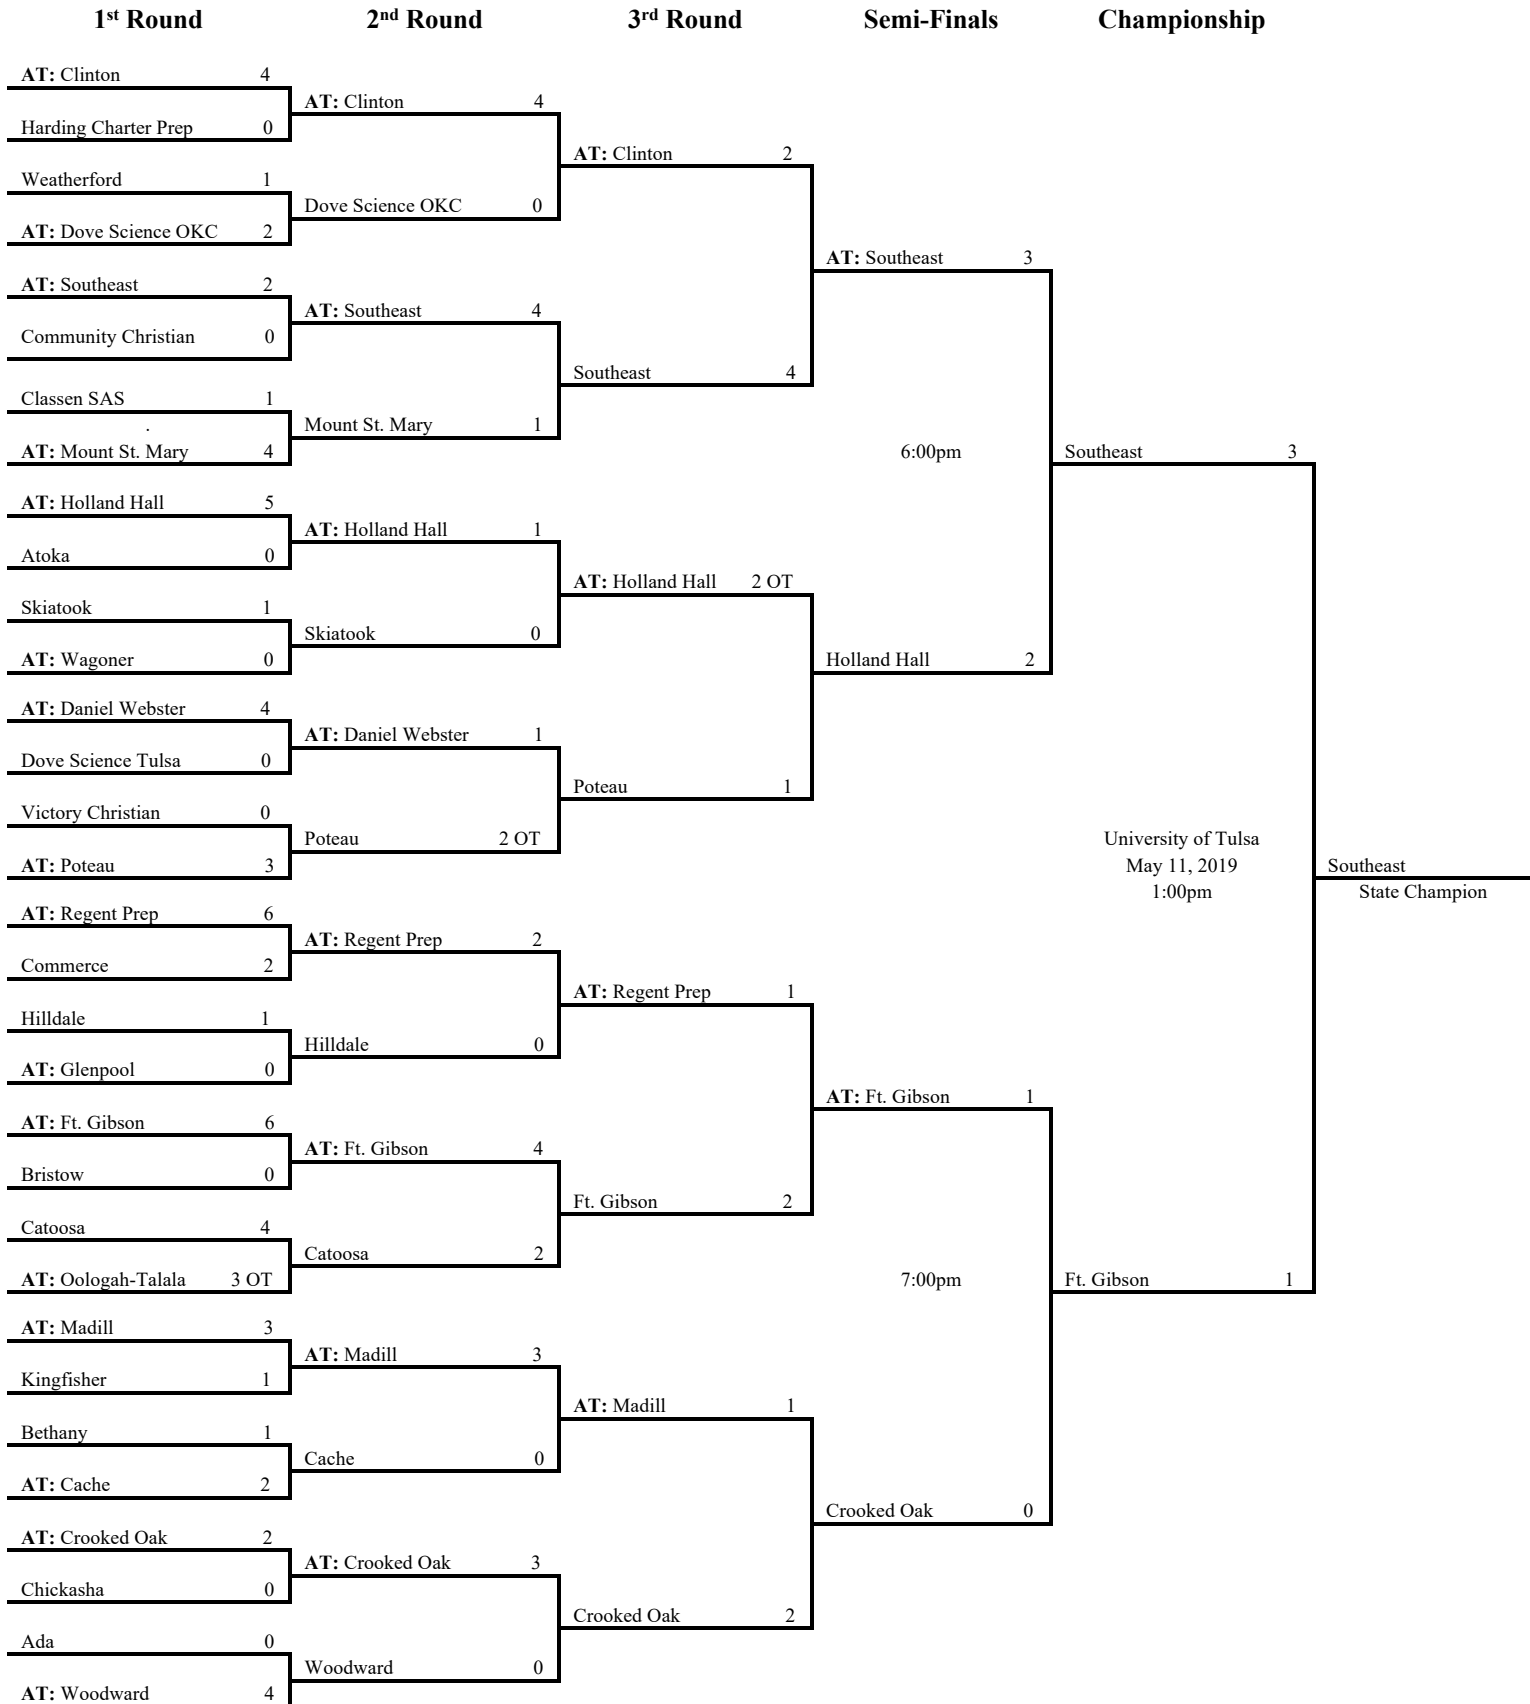 1st Round 2nd Round 3rd Round Semi-Finals Championship
AT: Clinton 4
Harding Charter Prep 0
Weatherford 1
AT: Dove Science OKC 2
AT: Southeast 2
Community Christian 0
Classen SAS 1
.
AT: Mount St. Mary 4
AT: Holland Hall 5
Atoka 0
Skiatook 1
AT: Wagoner 0
AT: Daniel Webster 4
Dove Science Tulsa 0
Victory Christian 0
AT: Poteau 3
AT: Regent Prep 6
Commerce 2
Hilldale 1
AT: Glenpool 0
AT: Ft. Gibson 6
Bristow 0
Catoosa 4
AT: Oologah-Talala 3 OT
AT: Madill 3
Kingfisher 1
Bethany 1
AT: Cache 2
AT: Crooked Oak 2
Chickasha 0
Ada 0
AT: Woodward 4
AT: Clinton 4
Dove Science OKC 0
AT: Southeast 4
Mount St. Mary 1
AT: Holland Hall 1
Skiatook 0
AT: Daniel Webster 1
Poteau 2 OT
AT: Regent Prep 2
Hilldale 0
AT: Ft. Gibson 4
Catoosa 2
AT: Madill 3
Cache 0
AT: Crooked Oak 3
Woodward 0
AT: Clinton 2
Southeast 4
AT: Holland Hall 2 OT
Poteau 1
AT: Regent Prep 1
Ft. Gibson 2
AT: Madill 1
Crooked Oak 2
AT: Southeast 3
6:00pm
Holland Hall 2
AT: Ft. Gibson 1
7:00pm
Crooked Oak 0
Southeast 3
University of Tulsa
May 11, 2019
1:00pm
Ft. Gibson 1
Southeast
State Champion